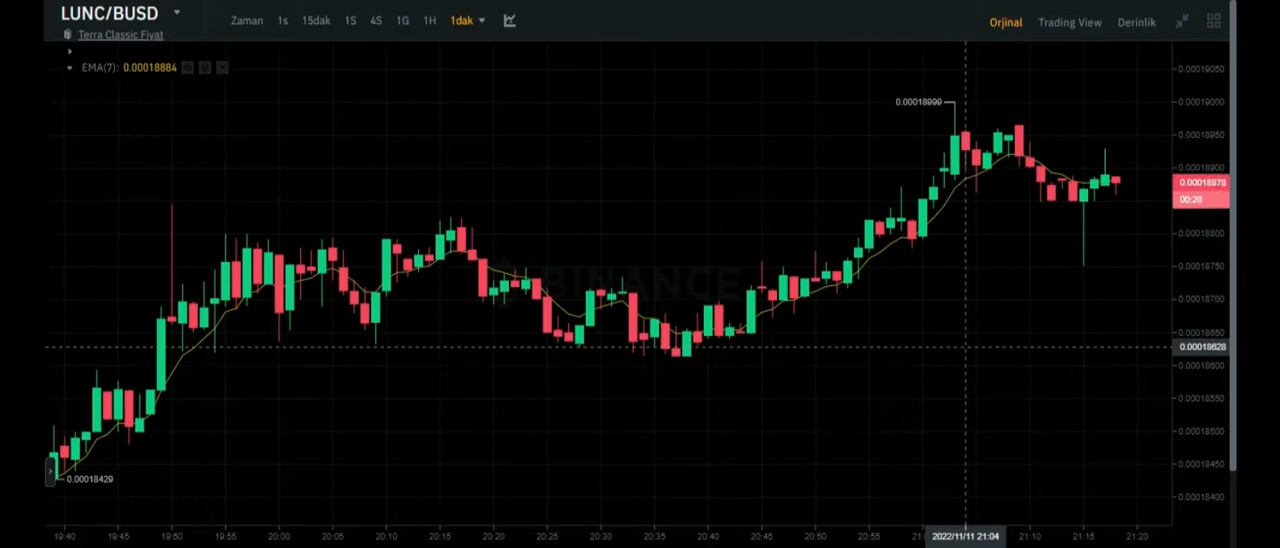 LUNC/BUSD
Zaman 1s 15dak 1S 4S 1G 1H 1dak
Orjinal Trading View Derinlik
Terra Classic Fiyat
EMA(7): 0.00018884
0.00019050
0.00018999
0.00019000
0.00018950
0.00018900
0.00018878
00:26
0.00018800
BINANCE
0.00018750
0.00018700
0.00018650
0.00018628
0.00018600
0.00018550
0.00018500
0.00018450
0.00018429
0.00018400
19:40 19:45 19:50 19:55 20:00 20:05 20:10 20:15 20:20 20:25 20:30 20:35 20:40 20:45 20:50 20:55 2022/11/11 21:04 21:10 21:15 21:20